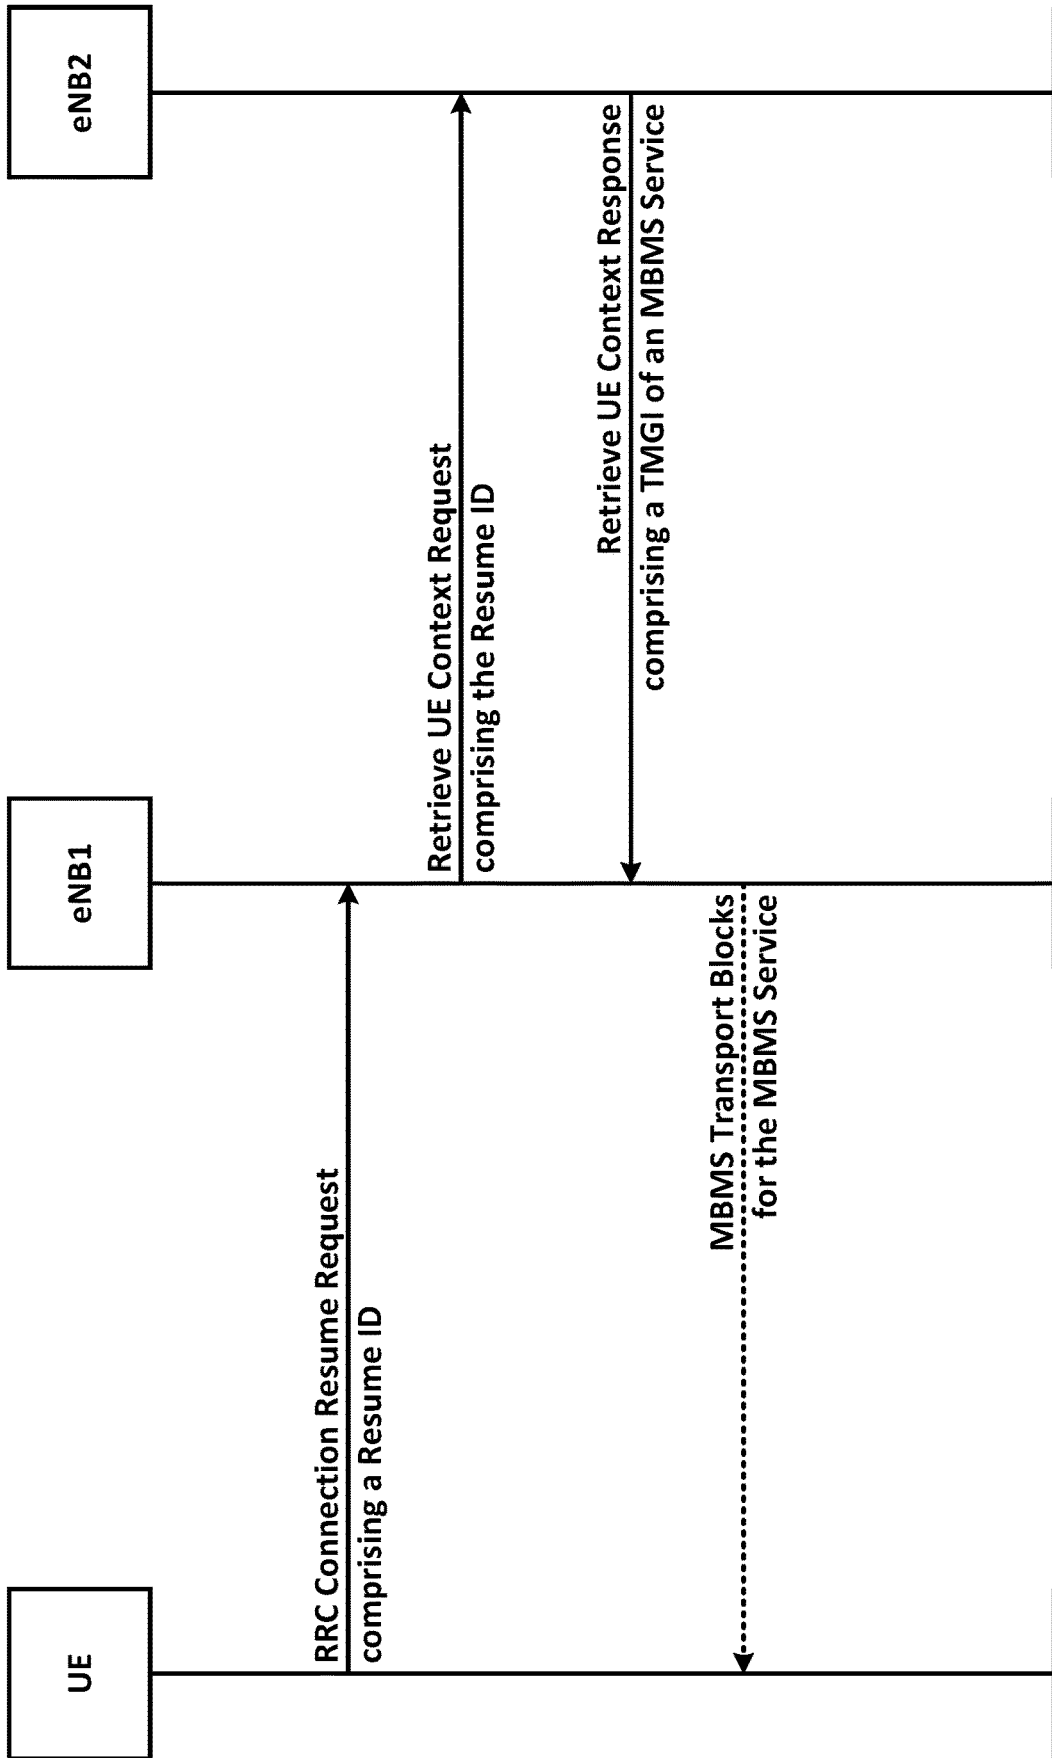 UE
eNB1
eNB2
RRC Connection Resume Request
comprising a Resume ID
Retrieve UE Context Request
comprising the Resume ID
Retrieve UE Context Response
comprising a TMGI of an MBMS Service
MBMS Transport Blocks
for the MBMS Service